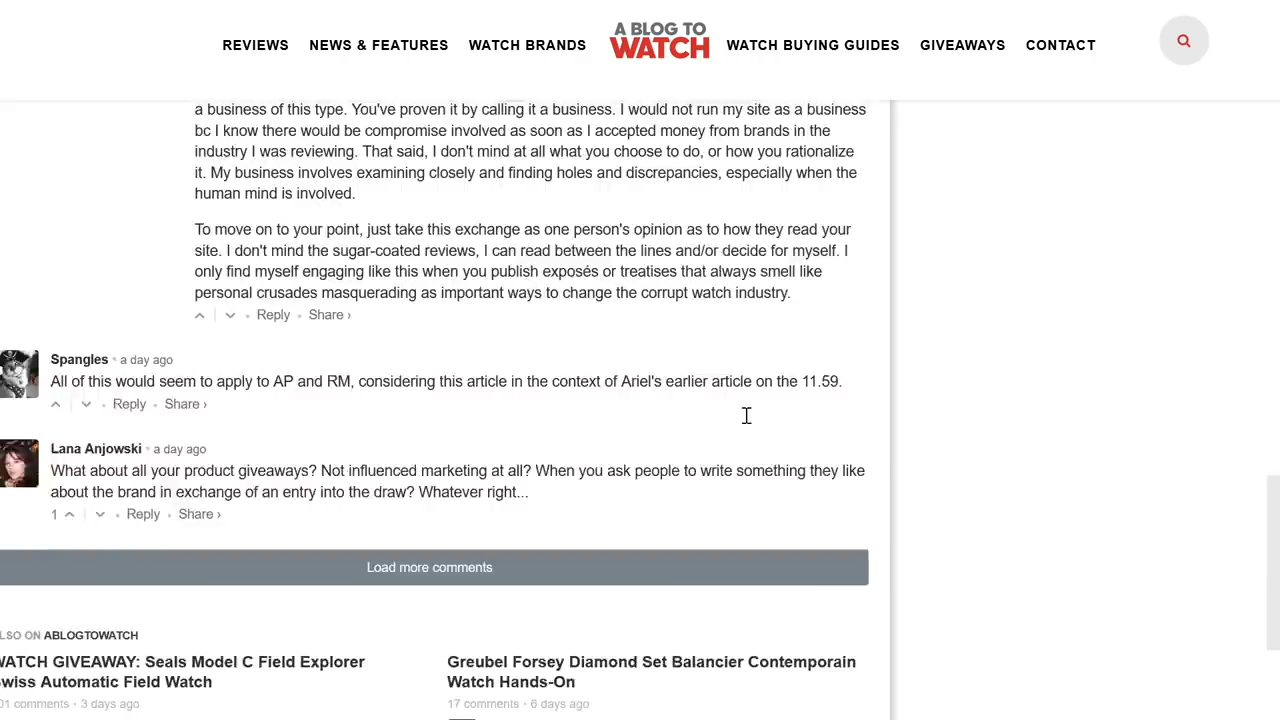 REVIEWS NEWS & FEATURES WATCH BRANDS A BLOG TO WATCH WATCH BUYING GUIDES GIVEAWAYS CONTACT
a business of this type. You've proven it by calling it a business. I would not run my site as a business
bc I know there would be compromise involved as soon as I accepted money from brands in the
industry I was reviewing. That said, I don't mind at all what you choose to do, or how you rationalize
it. My business involves examining closely and finding holes and discrepancies, especially when the
human mind is involved.
To move on to your point, just take this exchange as one person's opinion as to how they read your
site. I don't mind the sugar-coated reviews, I can read between the lines and/or decide for myself. I
only find myself engaging like this when you publish exposés or treatises that always smell like
personal crusades masquerading as important ways to change the corrupt watch industry.
Reply • Share ›
Spangles • a day ago
All of this would seem to apply to AP and RM, considering this article in the context of Ariel's earlier article on the 11.59.
Reply • Share ›
Lana Anjowski • a day ago
What about all your product giveaways? Not influenced marketing at all? When you ask people to write something they like
about the brand in exchange of an entry into the draw? Whatever right...
1 • Reply • Share ›
Load more comments
LSO ON ABLOGTOWATCH
WATCH GIVEAWAY: Seals Model C Field Explorer
wiss Automatic Field Watch
01 comments • 3 days ago
Greubel Forsey Diamond Set Balancier Contemporain
Watch Hands-On
17 comments • 6 days ago